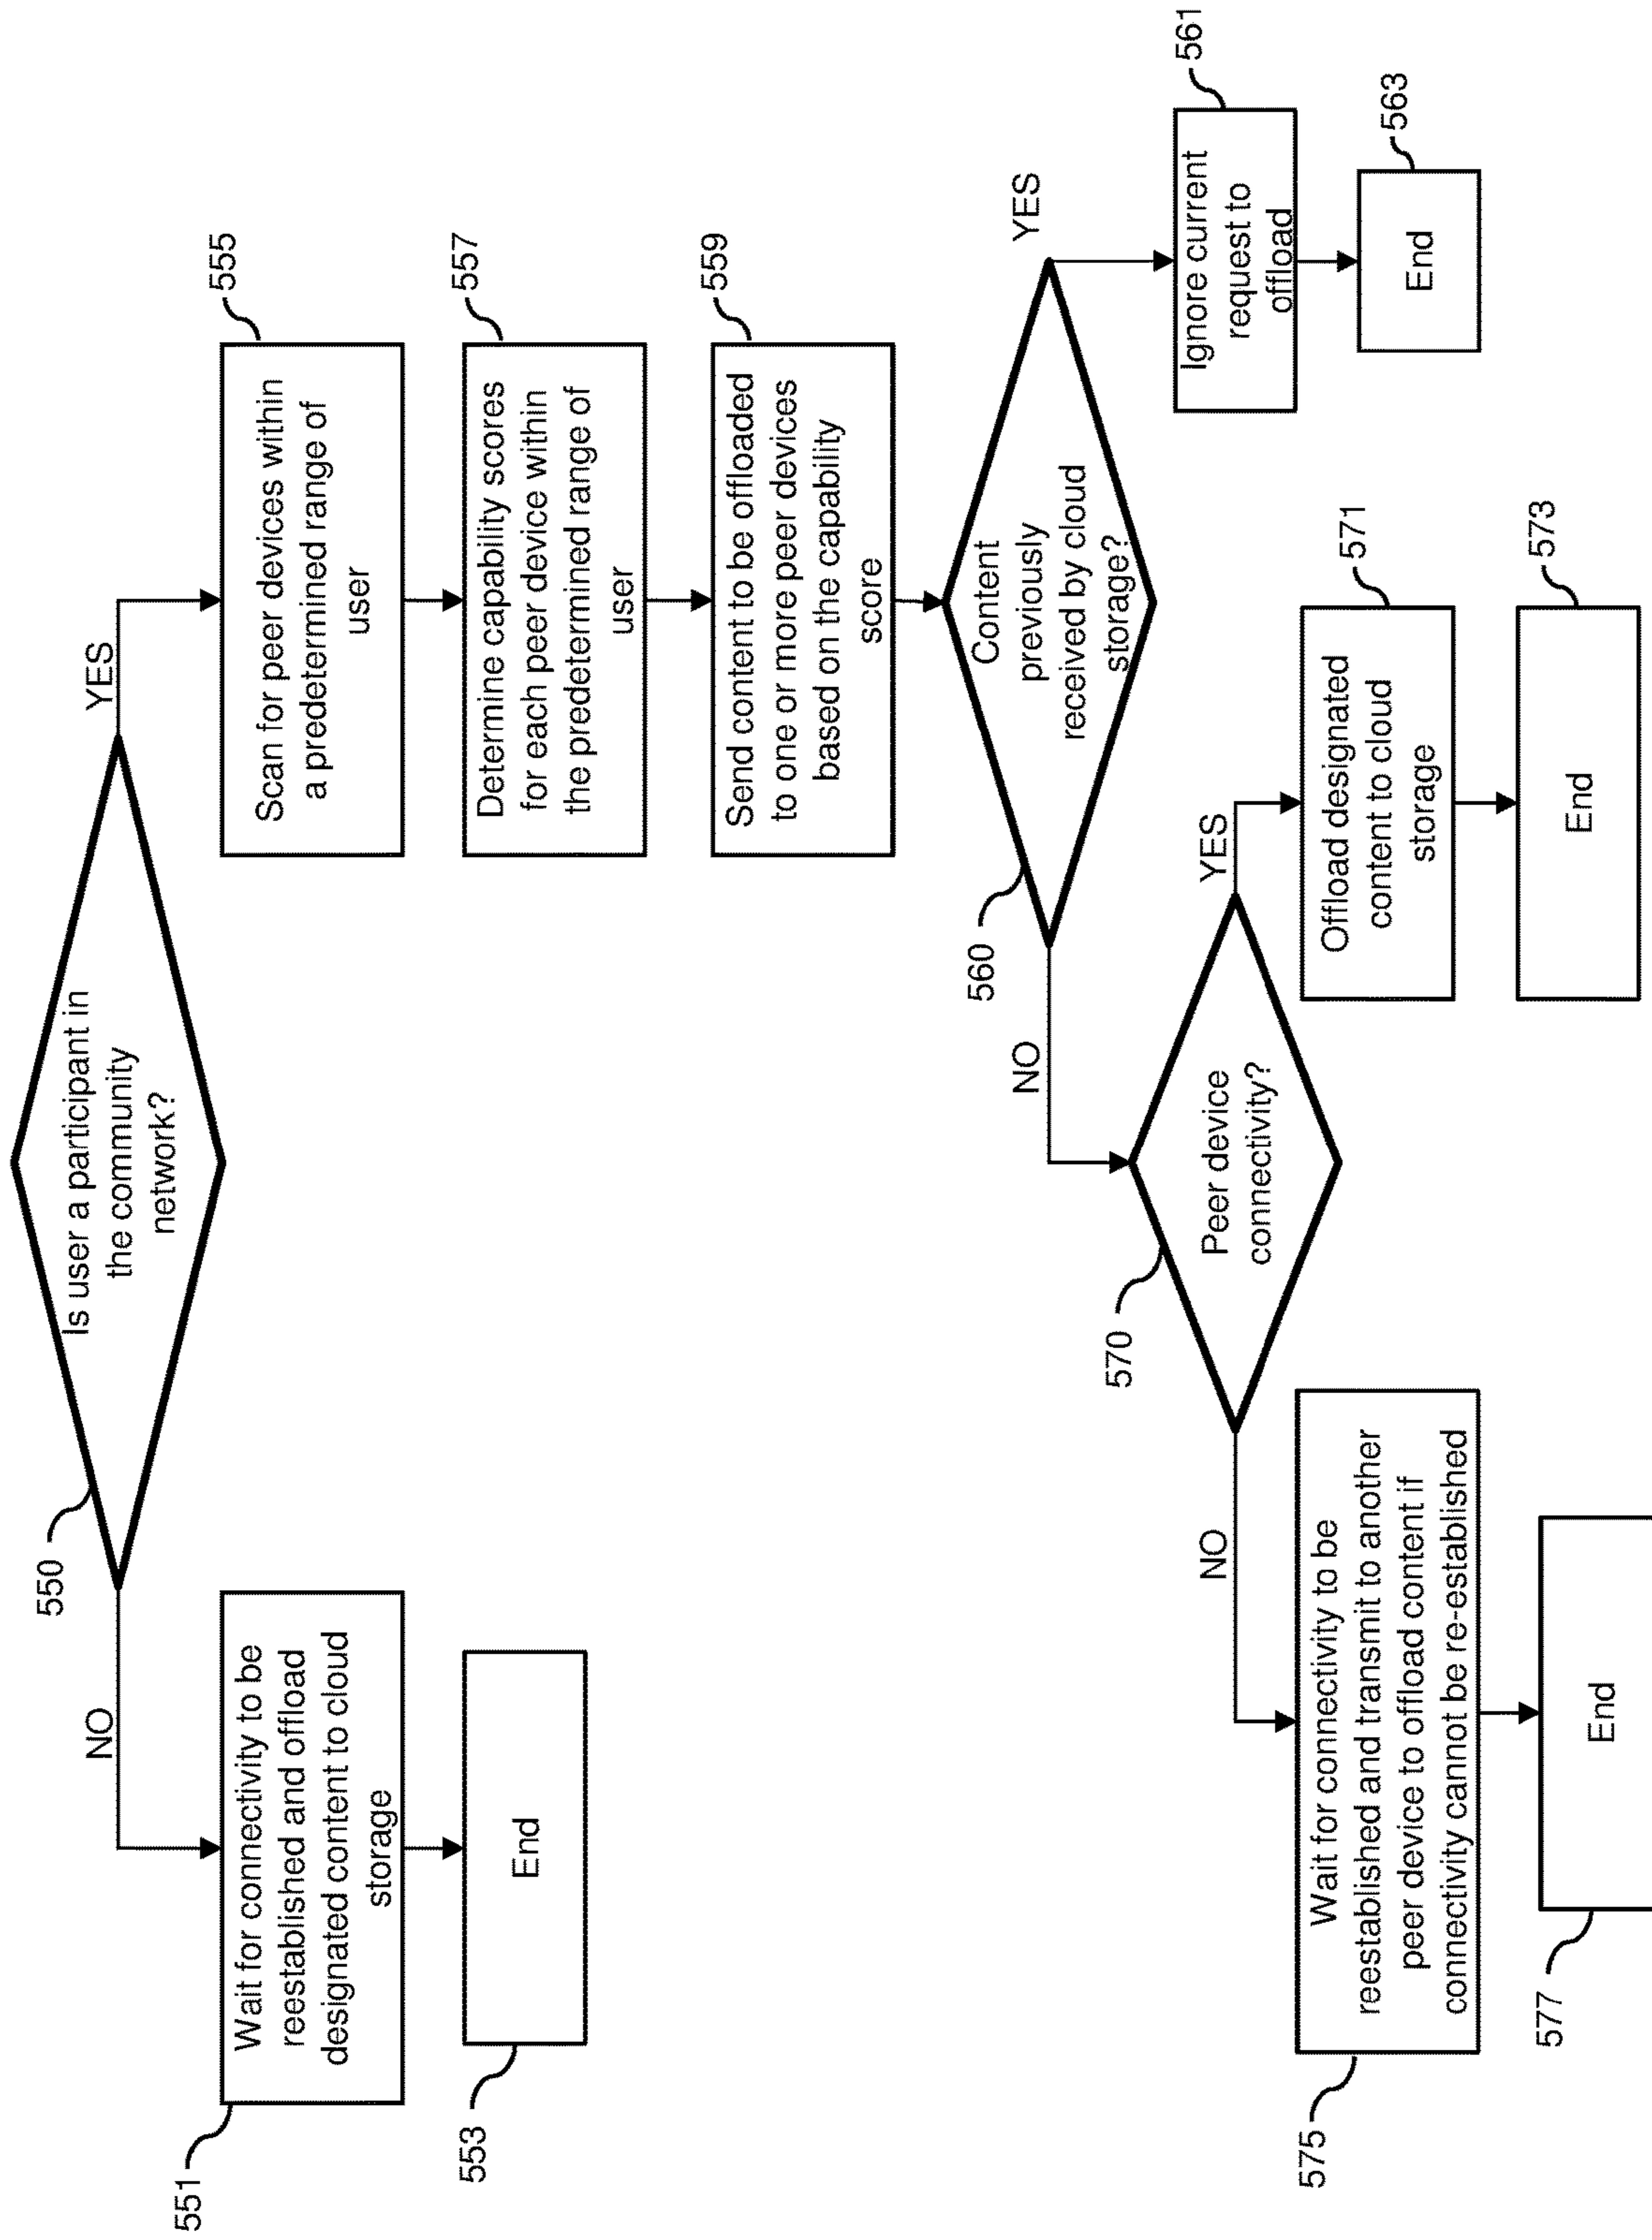 550
Is user a participant in
the community
network?
NO
YES
551
Wait for connectivity to be
reestablished and offload
designated content to cloud
storage
553
End
555
Scan for peer devices within
a predetermined range of
user
557
Determine capability scores
for each peer device within
the predetermined range of
user
559
Send content to be offloaded
to one or more peer devices
based on the capability
score
560
Content
previously
received by cloud
storage?
NO
YES
561
Ignore current
request to
offload
563
End
570
Peer device
connectivity?
NO
YES
571
Offload designated
content to cloud
storage
573
End
575
Wait for connectivity to be
reestablished and transmit to another
peer device to offload content if
connectivity cannot be re-established
577
End